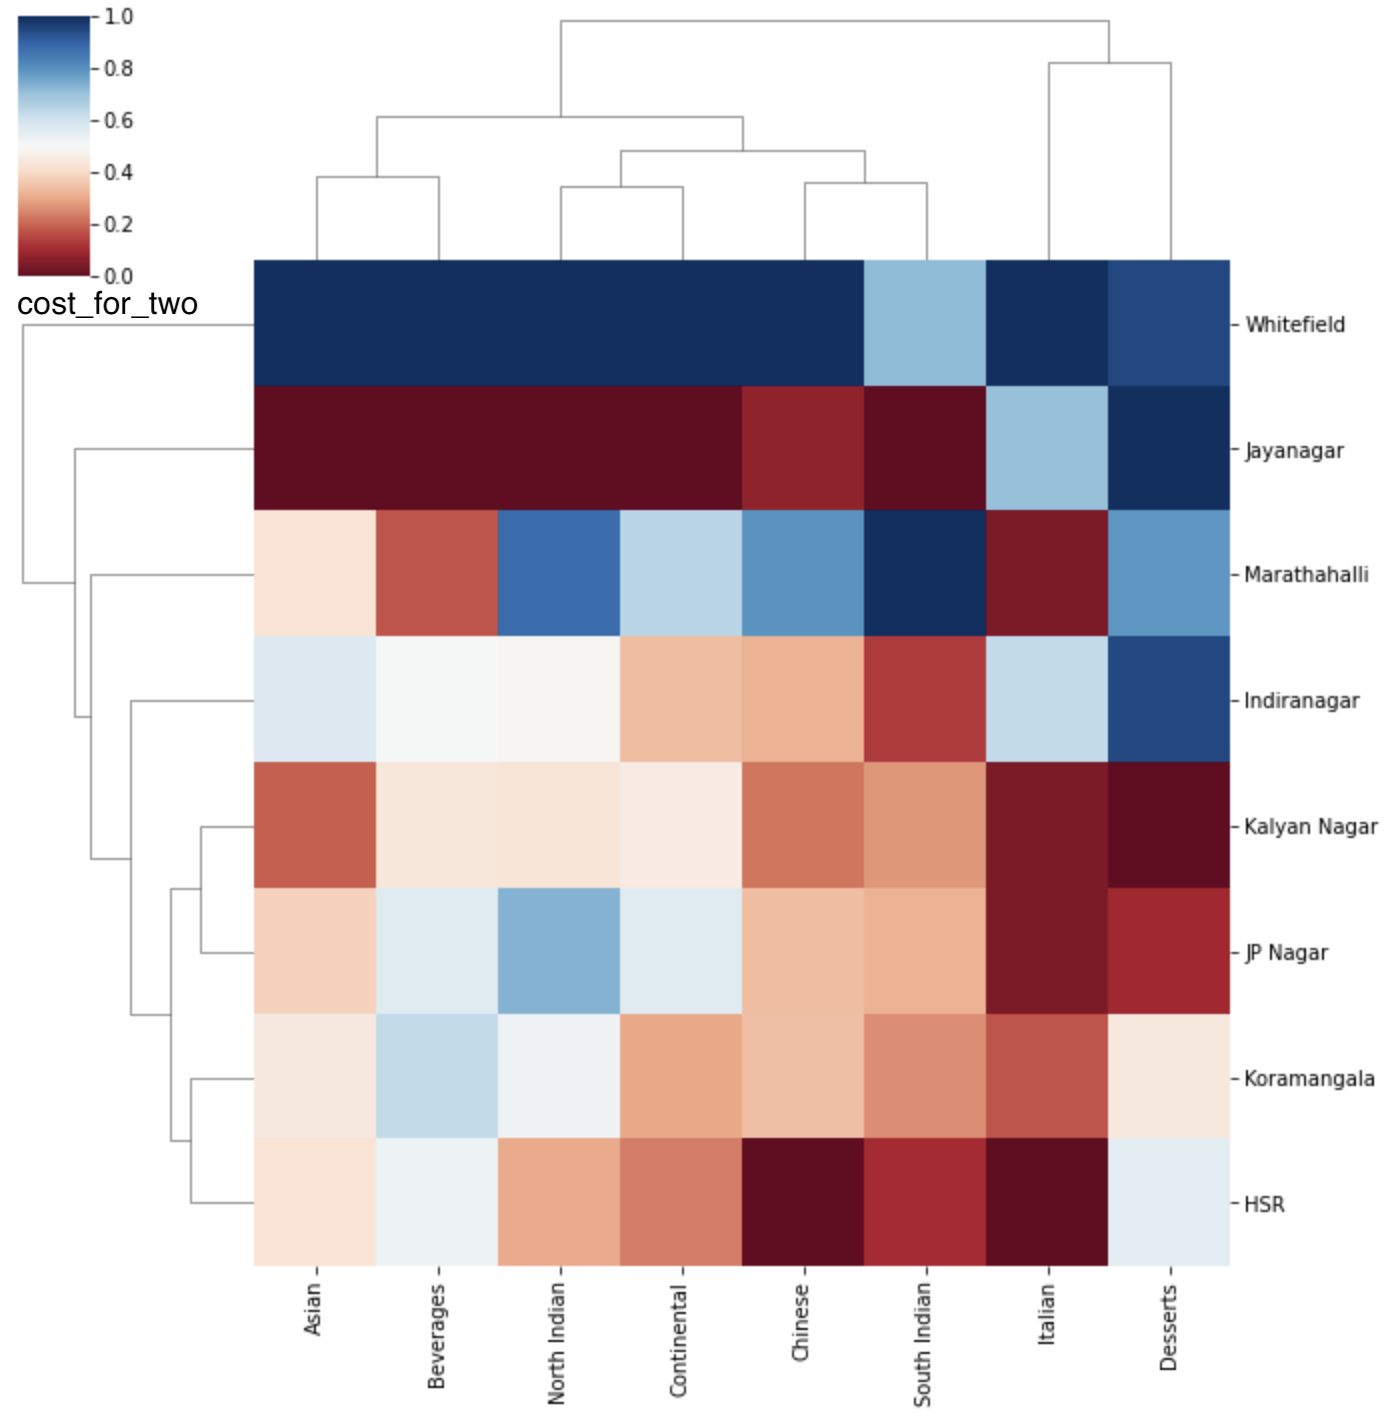 1.0
0.8
0.6
0.4
0.2
0.0
cost_for_two
Whitefield
Jayanagar
Marathahalli
Indiranagar
Kalyan Nagar
JP Nagar
Koramangala
HSR
Asian
Beverages
North Indian
Continental
Chinese
South Indian
Italian
Desserts